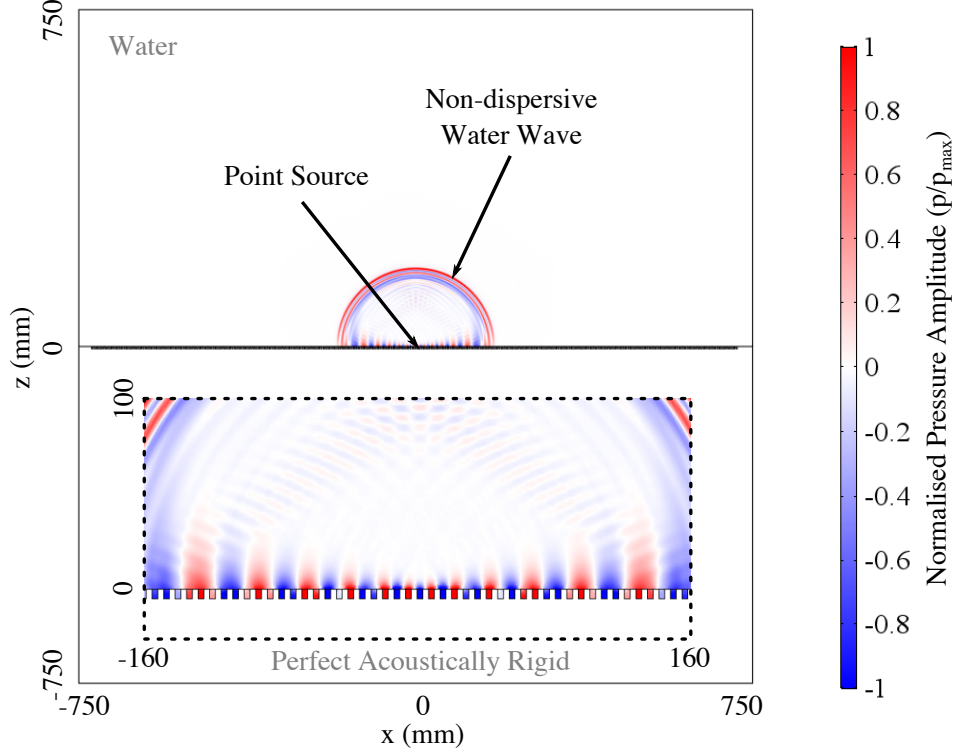 750
Water
Non-dispersive
Water Wave
Point Source
z (mm)
0
100
0
-160
Perfect Acoustically Rigid
160
-750
-750
0
750
x (mm)
1
0.8
0.6
0.4
0.2
0
-0.2
-0.4
-0.6
-0.8
-1
Normalised Pressure Amplitude (p/pmax)